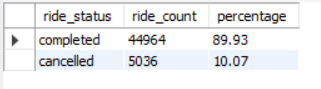 ride_status ride_count percentage
completed 44964 89.93
cancelled 5036 10.07